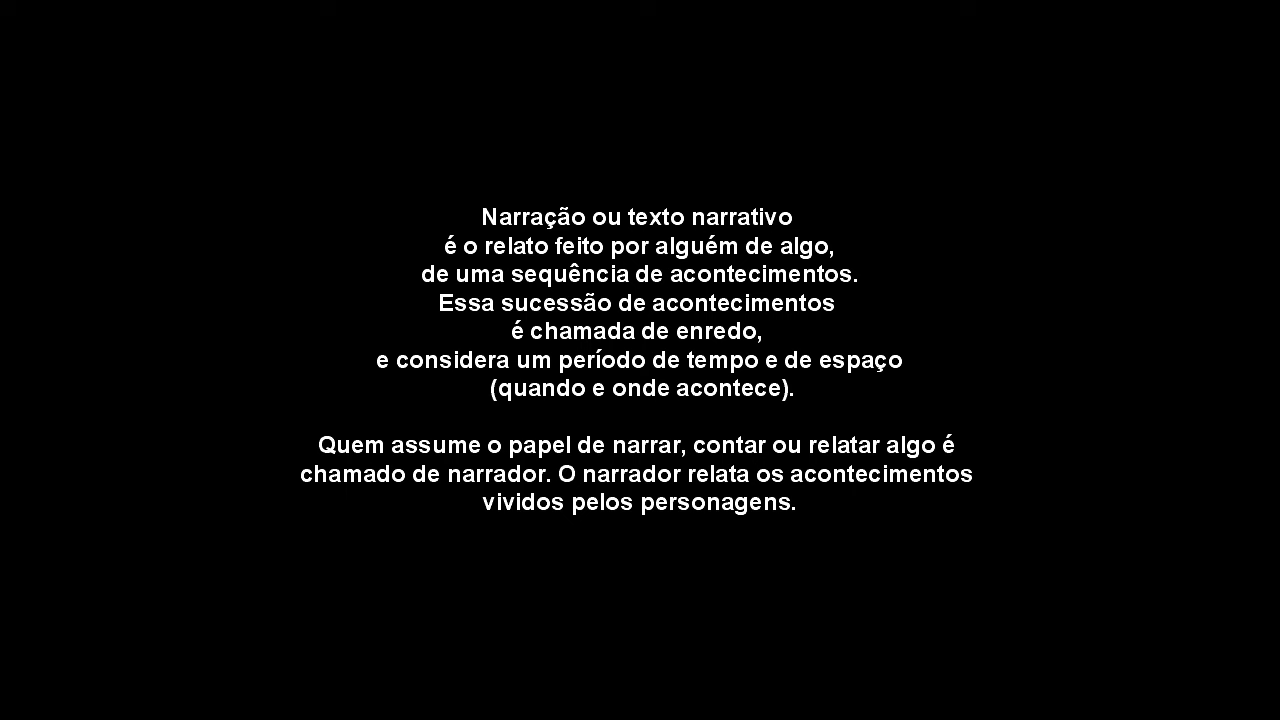 Narração ou texto narrativo
é o relato feito por alguém de algo,
de uma sequência de acontecimentos.
Essa sucessão de acontecimentos
é chamada de enredo,
e considera um período de tempo e de espaço
(quando e onde acontece).
Quem assume o papel de narrar, contar ou relatar algo é
chamado de narrador. O narrador relata os acontecimentos
vividos pelos personagens.